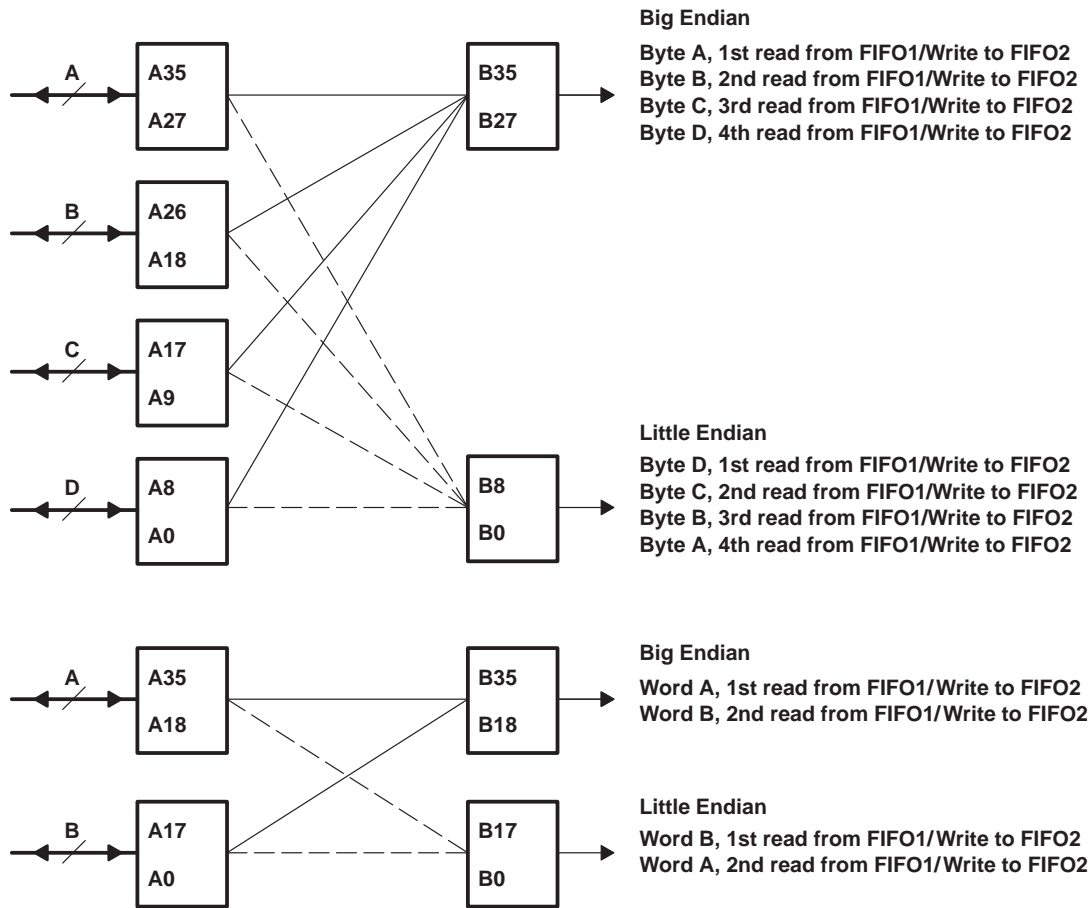 Big Endian
A
A35
A27
B35
B27
Byte A, 1st read from FIFO1/Write to FIFO2
Byte B, 2nd read from FIFO1/Write to FIFO2
Byte C, 3rd read from FIFO1/Write to FIFO2
Byte D, 4th read from FIFO1/Write to FIFO2
B
A26
A18
C
A17
A9
D
A8
A0
B8
B0
Little Endian
Byte D, 1st read from FIFO1/Write to FIFO2
Byte C, 2nd read from FIFO1/Write to FIFO2
Byte B, 3rd read from FIFO1/Write to FIFO2
Byte A, 4th read from FIFO1/Write to FIFO2
A
A35
A18
B35
B18
Big Endian
Word A, 1st read from FIFO1/Write to FIFO2
Word B, 2nd read from FIFO1/Write to FIFO2
B
A17
A0
B17
B0
Little Endian
Word B, 1st read from FIFO1/Write to FIFO2
Word A, 2nd read from FIFO1/Write to FIFO2